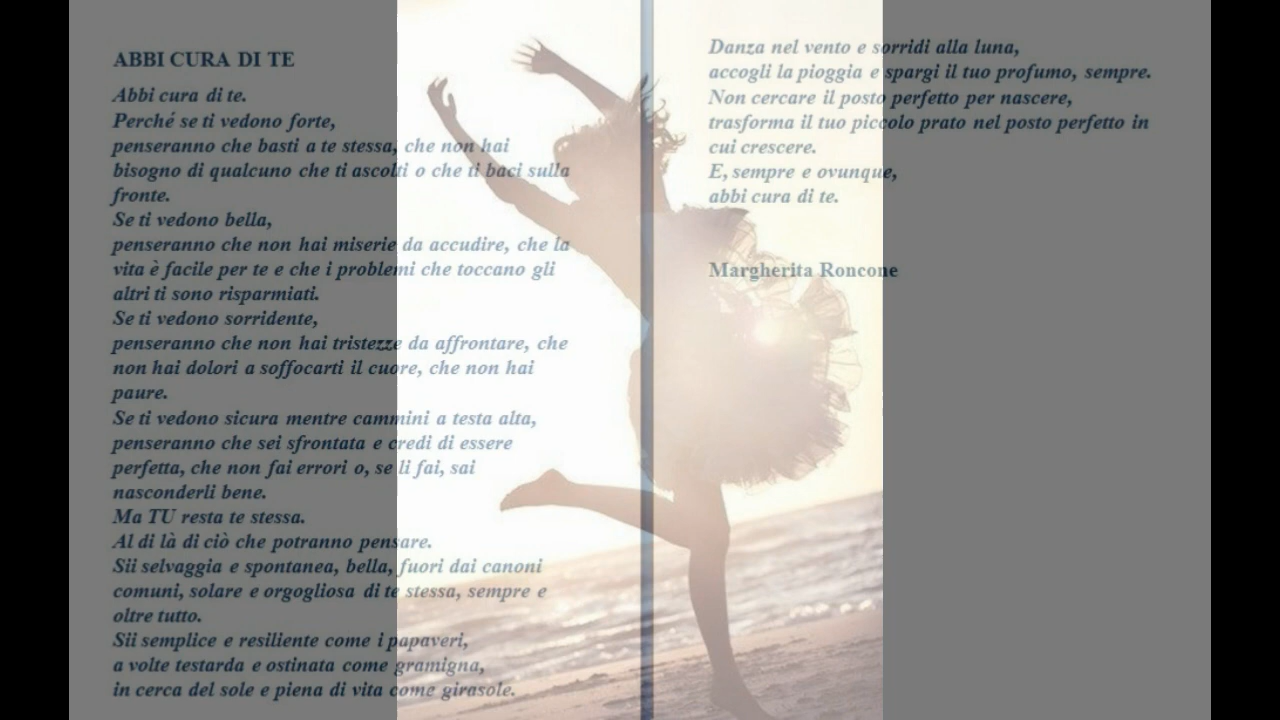 ABBI CURA DI TE
Abbi cura di te.
Perché se ti vedono forte,
penseranno che basti a te stessa, che non hai
bisogno di qualcuno che ti ascolti o che ti baci sulla
fronte.
Se ti vedono bella,
penseranno che non hai miserie da accudire, che la
vita è facile per te e che i problemi che toccano gli
altri ti sono risparmiati.
Se ti vedono sorridente,
penseranno che non hai tristezze da affrontare, che
non hai dolori a soffocarti il cuore, che non hai
paure.
Se ti vedono sicura mentre cammini a testa alta,
penseranno che sei sfrontata e credi di essere
perfetta, che non fai errori o, se li fai, sai
nasconderli bene.
Ma TU resta te stessa.
Al di là di ciò che potranno pensare.
Sii selvaggia e spontanea, bella, fuori dai canoni
comuni, solare e orgogliosa di te stessa, sempre e
oltre tutto.
Sii semplice e resiliente come i papaveri,
a volte testarda e ostinata come gramigna,
in cerca del sole e piena di vita come girasole.
Danza nel vento e sorridi alla luna,
accogli la pioggia e spargi il tuo profumo, sempre.
Non cercare il posto perfetto per nascere,
trasforma il tuo piccolo prato nel posto perfetto in
cui crescere.
E, sempre e ovunque,
abbi cura di te.
Margherita Roncone